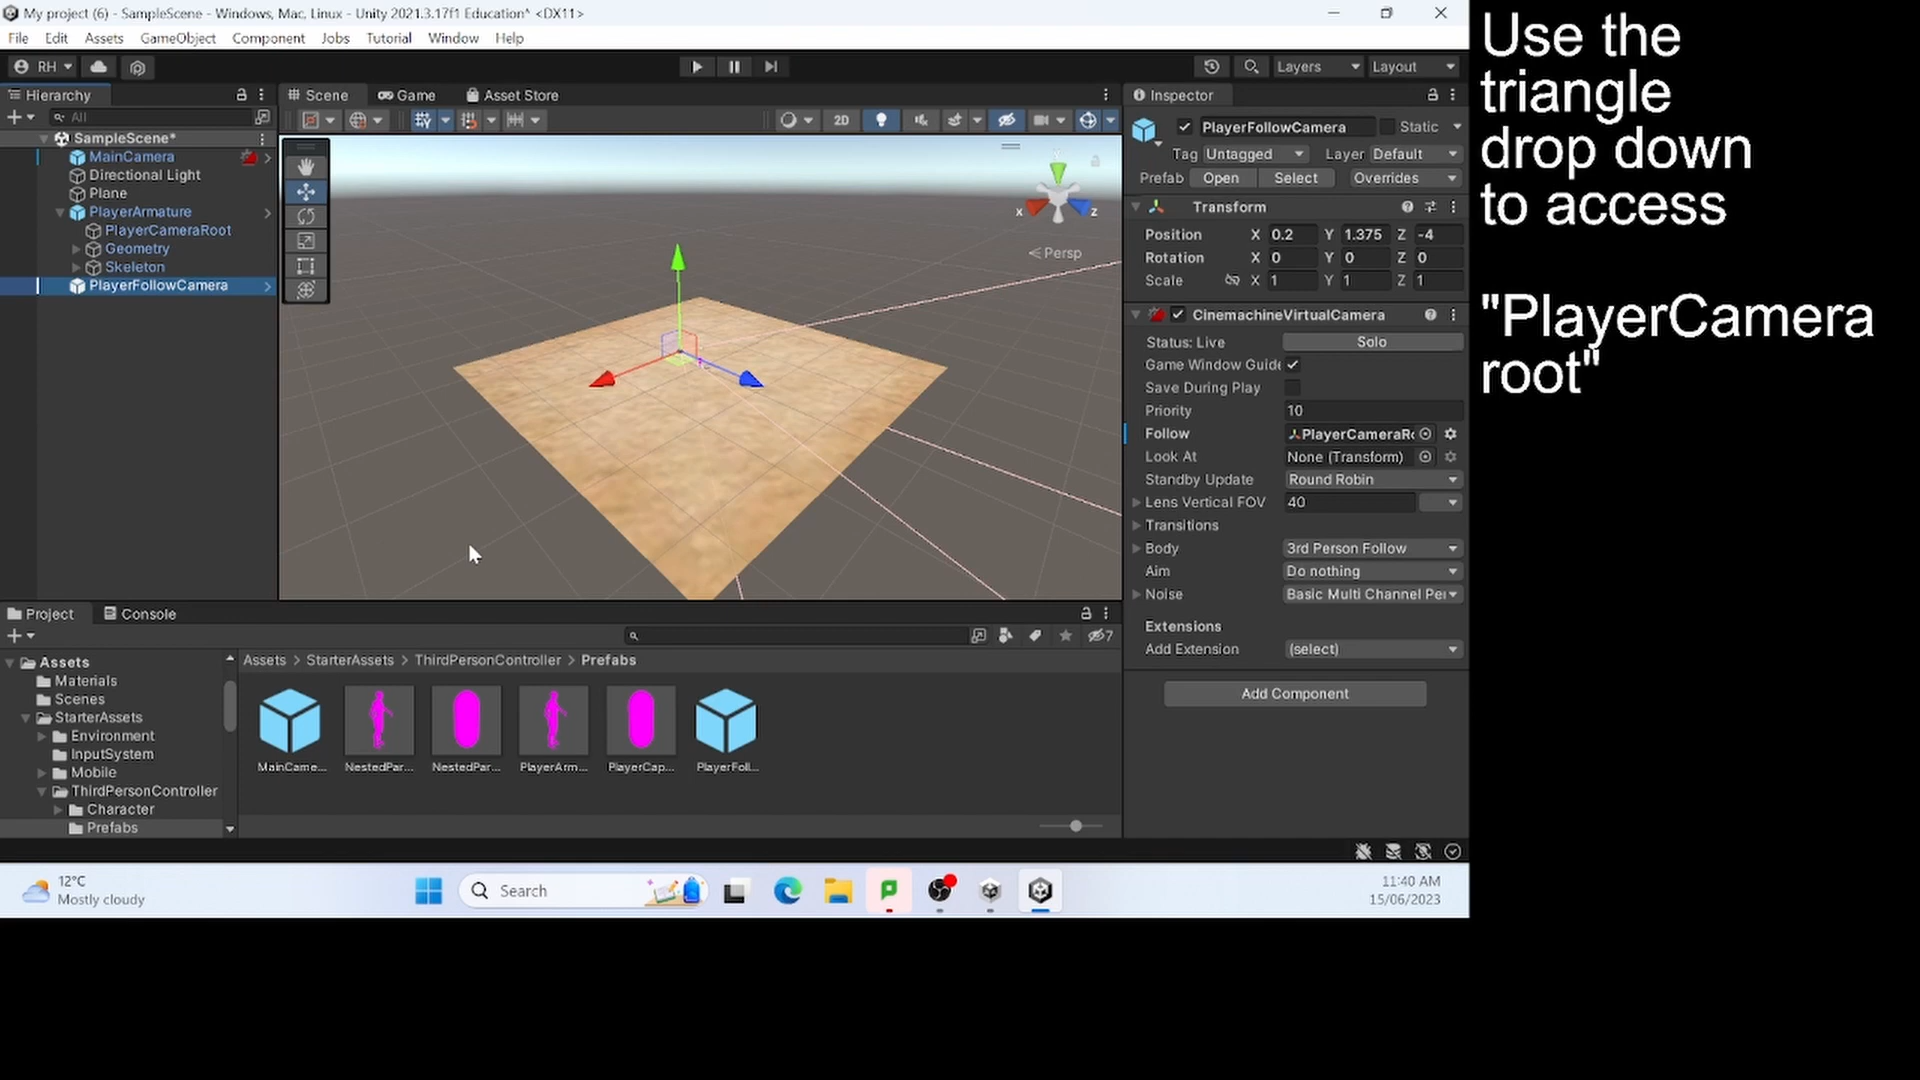 My project (6) - SampleScene - Windows, Mac, Linux - Unity 2021.3.17f1 Education* <DX11>
File Edit Assets GameObject Component Jobs Tutorial Window Help
RH Layers Layout
Hierarchy
All
SampleScene*
MainCamera
Directional Light
Plane
PlayerArmature
PlayerCameraRoot
Geometry
Skeleton
PlayerFollowCamera
Scene Game Asset Store
2D
y
x
z
Persp
Inspector
PlayerFollowCamera Static
Tag Untagged Layer Default
Prefab Open Select Overrides
Transform
Position X 0.2 Y 1.375 Z -4
Rotation X 0 Y 0 Z 0
Scale X 1 Y 1 Z 1
CinemachineVirtualCamera
Status: Live Solo
Game Window Guide
Save During Play
Priority 10
Follow PlayerCameraRo
Look At None (Transform)
Standby Update Round Robin
Lens Vertical FOV 40
Transitions
Body 3rd Person Follow
Aim Do nothing
Noise Basic Multi Channel Per
Extensions
Add Extension (select)
Add Component
Project Console
7
Assets
Materials
Scenes
StarterAssets
Environment
InputSystem
Mobile
ThirdPersonController
Character
Prefabs
Assets > StarterAssets > ThirdPersonController > Prefabs
MainCame... NestedPar... NestedPar... PlayerArm... PlayerCap... PlayerFoll...
12°C
Mostly cloudy
Search
11:40 AM
15/06/2023
Use the
triangle
drop down
to access
"PlayerCamera
root"